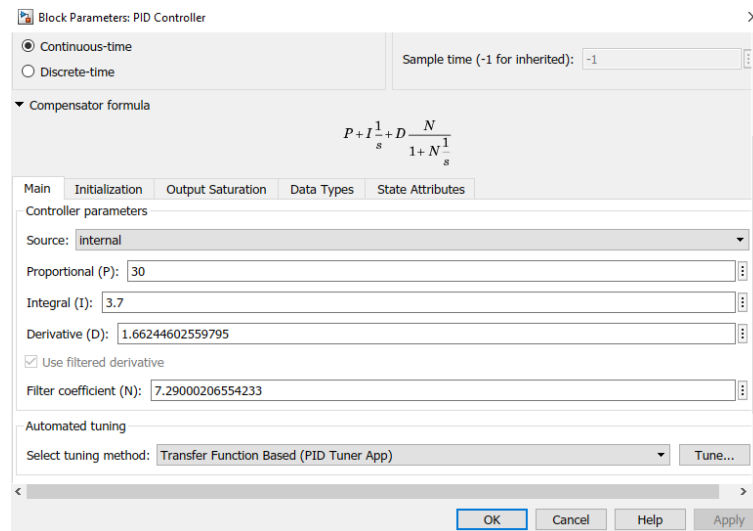 Block Parameters: PID Controller
Continuous-time
Discrete-time
Sample time (-1 for inherited): -1
Compensator formula
P + I 1/s + D N/(1 + N 1/s)
Main Initialization Output Saturation Data Types State Attributes
Controller parameters
Source: internal
Proportional (P): 30
Integral (I): 3.7
Derivative (D): 1.66244602559795
Use filtered derivative
Filter coefficient (N): 7.29000206554233
Automated tuning
Select tuning method: Transfer Function Based (PID Tuner App) Tune...
OK Cancel Help Apply